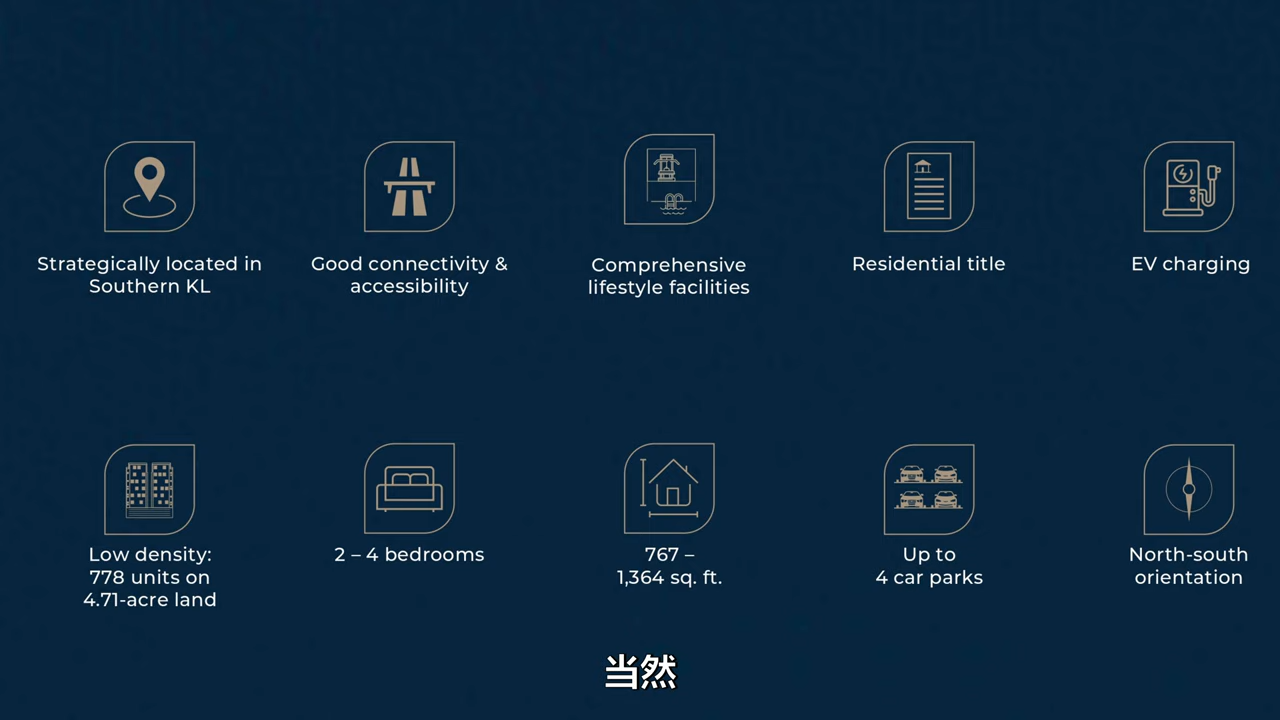 Strategically located in
Southern KL
Good connectivity &
accessibility
Comprehensive
lifestyle facilities
Residential title
EV charging
Low density:
778 units on
4.71-acre land
2 – 4 bedrooms
767 –
1,364 sq. ft.
Up to
4 car parks
North-south
orientation
当然